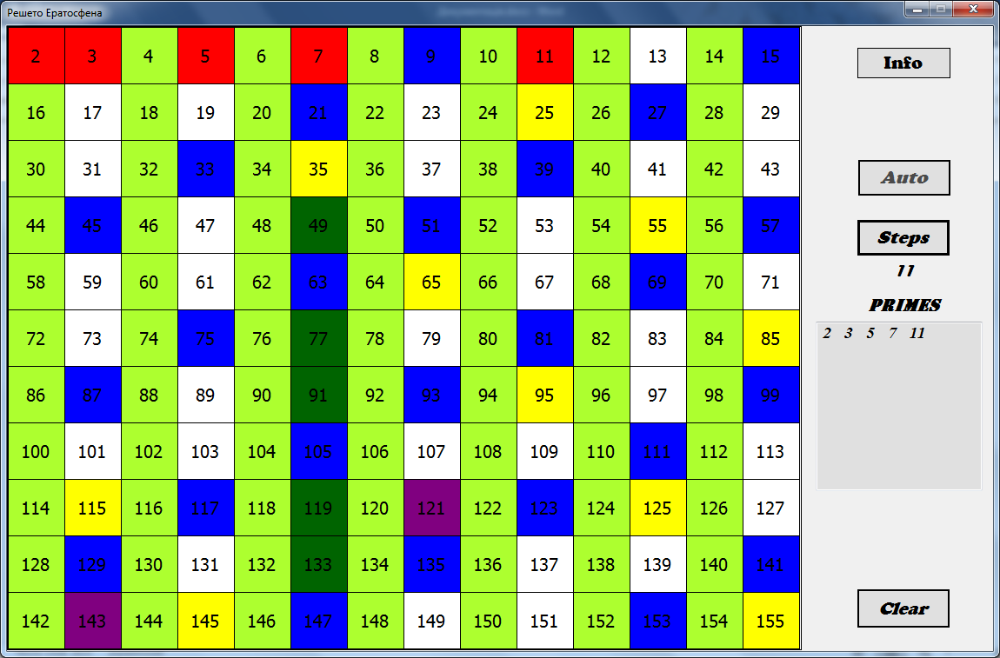 Решето Ератосфена
2 3 4 5 6 7 8 9 10 11 12 13 14 15
Info
16 17 18 19 20 21 22 23 24 25 26 27 28 29
30 31 32 33 34 35 36 37 38 39 40 41 42 43
Auto
44 45 46 47 48 49 50 51 52 53 54 55 56 57
Steps
11
58 59 60 61 62 63 64 65 66 67 68 69 70 71
PRIMES
72 73 74 75 76 77 78 79 80 81 82 83 84 85
2 3 5 7 11
86 87 88 89 90 91 92 93 94 95 96 97 98 99
100 101 102 103 104 105 106 107 108 109 110 111 112 113
114 115 116 117 118 119 120 121 122 123 124 125 126 127
128 129 130 131 132 133 134 135 136 137 138 139 140 141
142 143 144 145 146 147 148 149 150 151 152 153 154 155
Clear